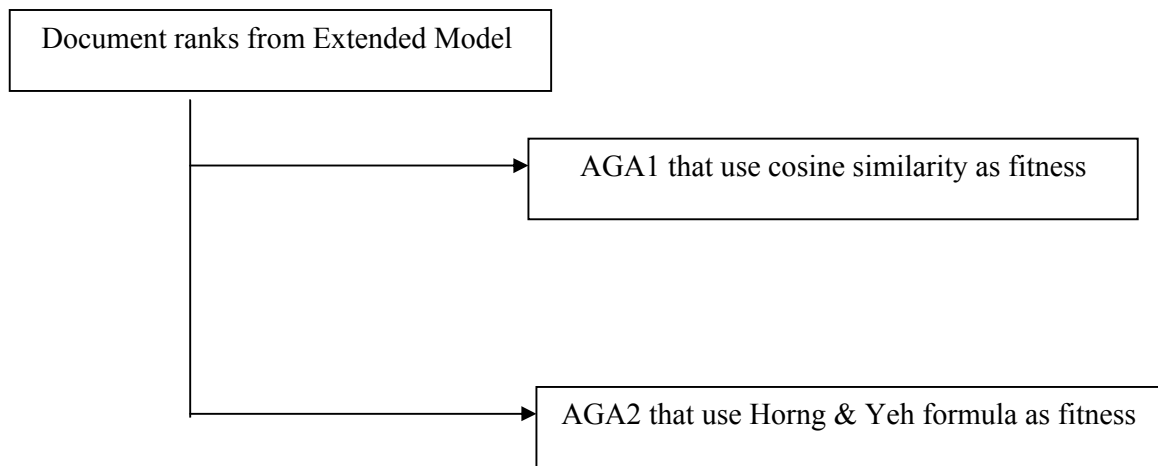 Document ranks from Extended Model
AGA1 that use cosine similarity as fitness
AGA2 that use Horng & Yeh formula as fitness